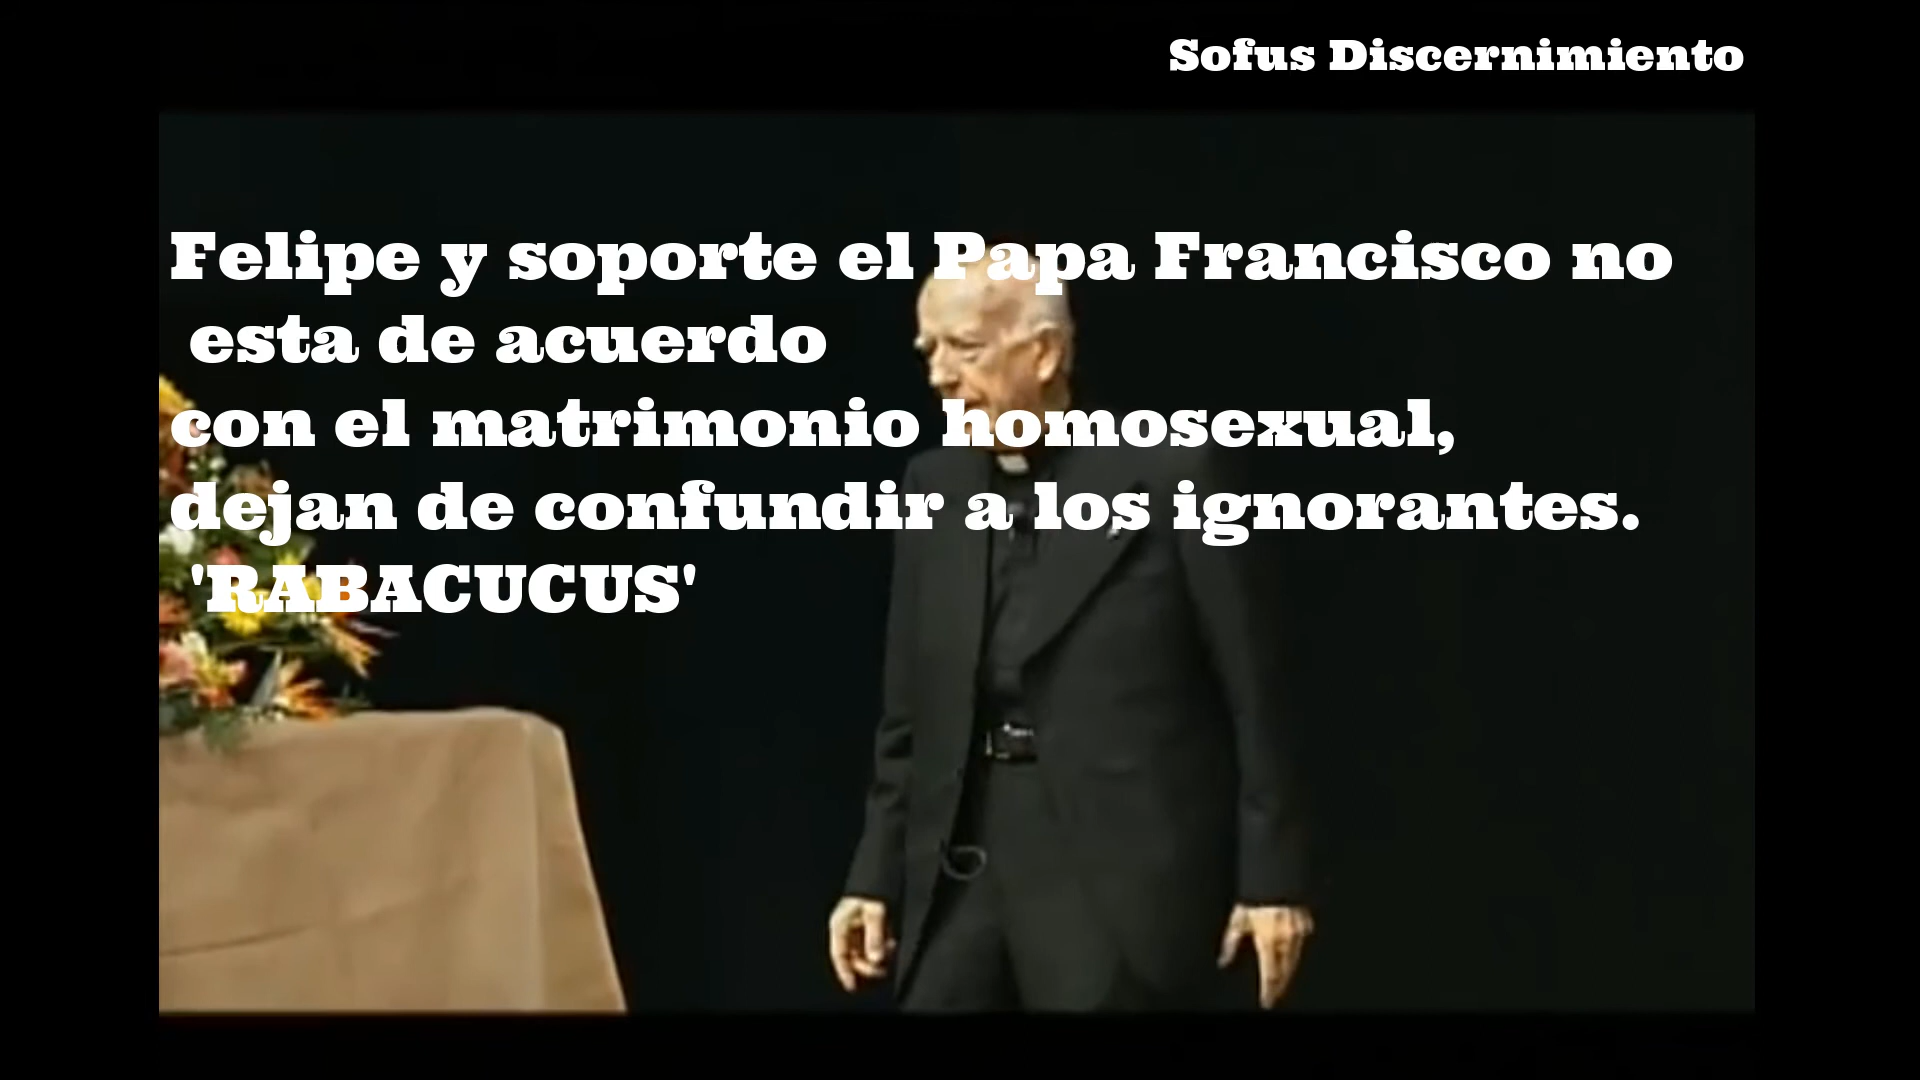 Sofus Discernimiento
Felipe y soporte el Papa Francisco no
esta de acuerdo
con el matrimonio homosexual,
dejan de confundir a los ignorantes.
'RABACUCUS'